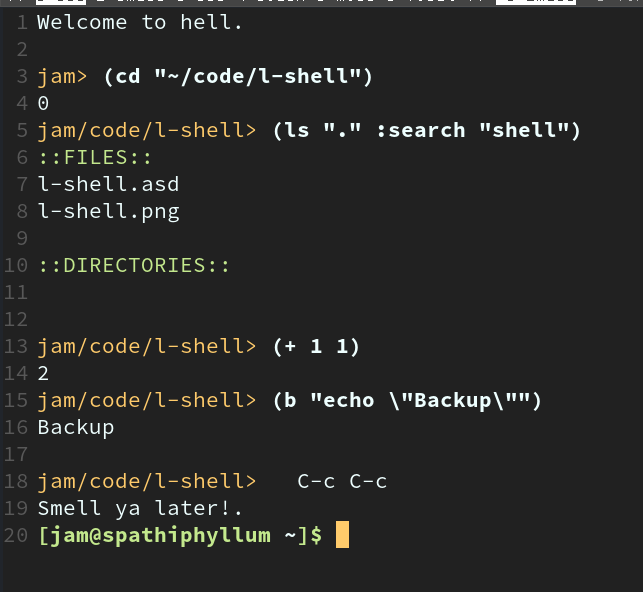 1 Welcome to hell.
2
3 jam> (cd "~/code/l-shell")
4 0
5 jam/code/l-shell> (ls "." :search "shell")
6 ::FILES::
7 l-shell.asd
8 l-shell.png
9
10 ::DIRECTORIES::
11
12
13 jam/code/l-shell> (+ 1 1)
14 2
15 jam/code/l-shell> (b "echo \"Backup\"")
16 Backup
17
18 jam/code/l-shell>   C-c C-c
19 Smell ya later!.
20 [jam@spathiphyllum ~]$